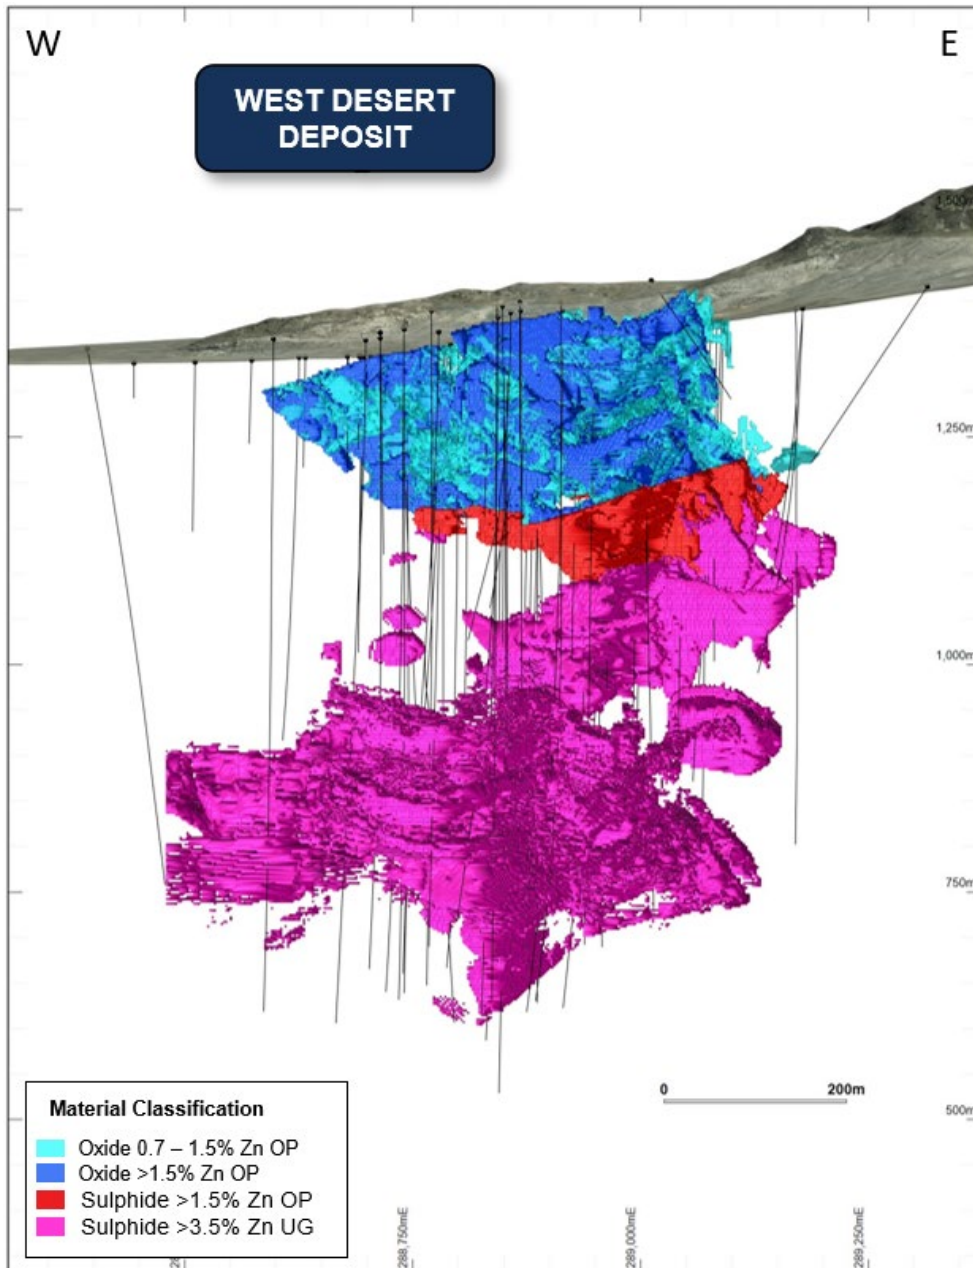 W
E
WEST DESERT
DEPOSIT
1,500m
1,250m
1,000m
750m
0 200m
500m
Material Classification
Oxide 0.7 – 1.5% Zn OP
Oxide >1.5% Zn OP
Sulphide >1.5% Zn OP
Sulphide >3.5% Zn UG
288,750mE
289,000mE
289,250mE